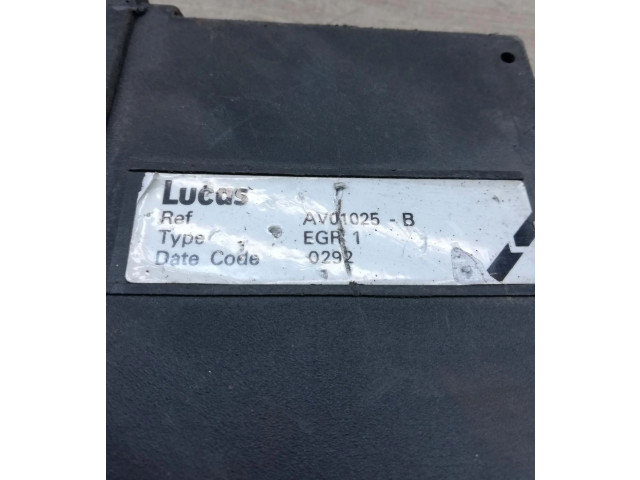 Lucas
Ref AV01025 - B
Type EGR 1
Date Code 0292